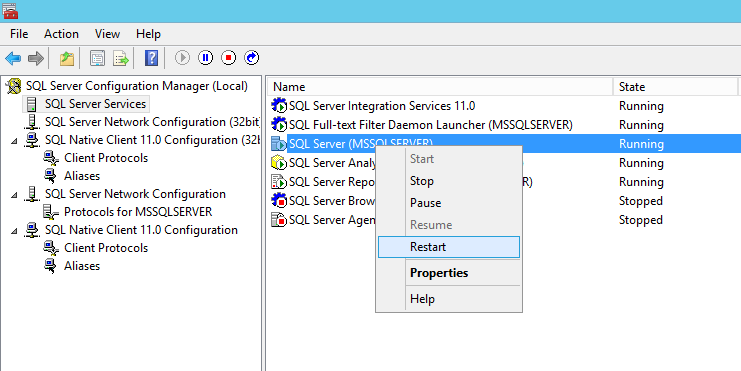 File Action View Help
SQL Server Configuration Manager (Local)
SQL Server Services
SQL Server Network Configuration (32bit)
SQL Native Client 11.0 Configuration (32b
Client Protocols
Aliases
SQL Server Network Configuration
Protocols for MSSQLSERVER
SQL Native Client 11.0 Configuration
Client Protocols
Aliases
Name State
SQL Server Integration Services 11.0 Running
SQL Full-text Filter Daemon Launcher (MSSQLSERVER) Running
SQL Server (MSSQLSERVER) Running
SQL Server Analy Running
SQL Server Repo R) Running
SQL Server Brow Stopped
SQL Server Agen Stopped
Start
Stop
Pause
Resume
Restart
Properties
Help